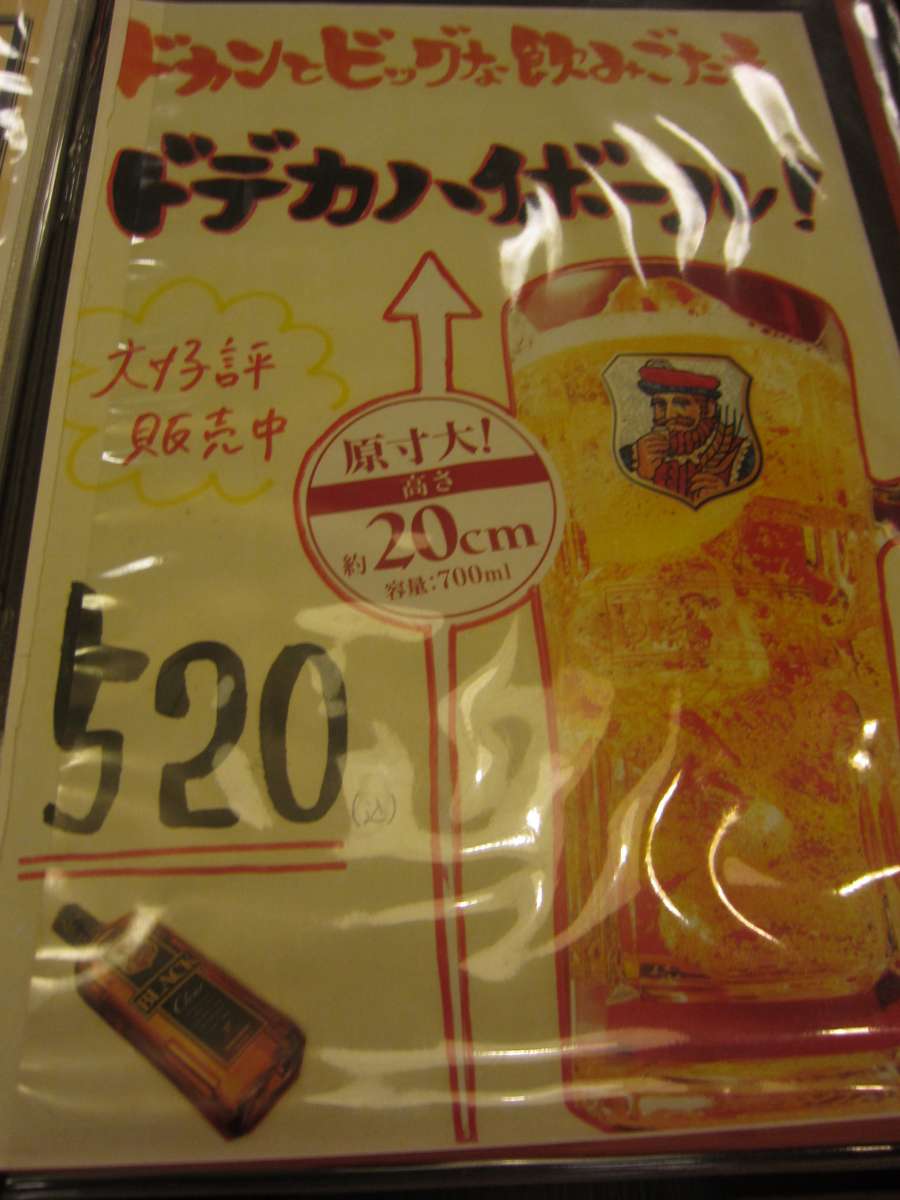 ドカンとビッグな飲みごたえ
ドデカハイボール!
大好評
販売中
原寸大!
高さ
約20cm
容量:700ml
520(込)
BLACK
Clear